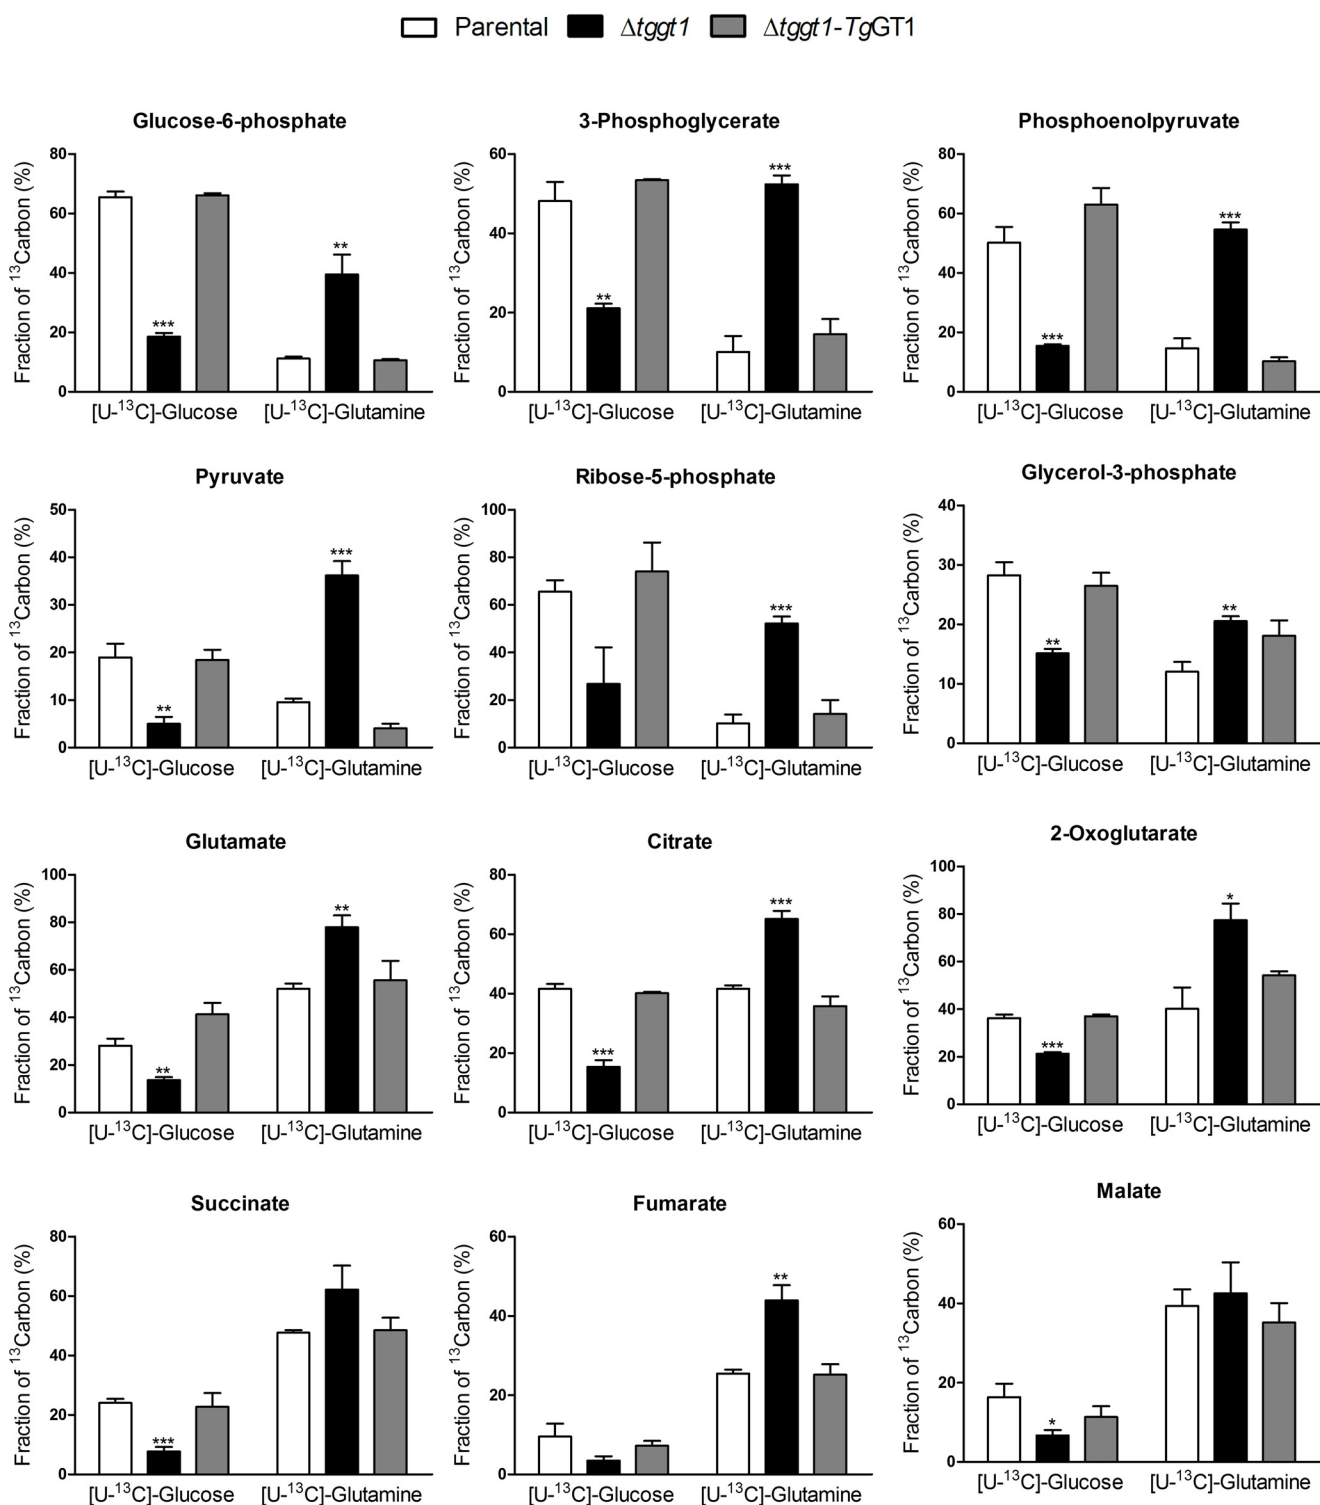 Parental Δtggt1 Δtggt1-TgGT1
Glucose-6-phosphate
Fraction of ¹³Carbon (%)
80
60
40
20
0
***
**
[U-¹³C]-Glucose [U-¹³C]-Glutamine
3-Phosphoglycerate
Fraction of ¹³Carbon (%)
60
40
20
0
**
***
[U-¹³C]-Glucose [U-¹³C]-Glutamine
Phosphoenolpyruvate
Fraction of ¹³Carbon (%)
80
60
40
20
0
***
***
[U-¹³C]-Glucose [U-¹³C]-Glutamine
Pyruvate
Fraction of ¹³Carbon (%)
50
40
30
20
10
0
**
***
[U-¹³C]-Glucose [U-¹³C]-Glutamine
Ribose-5-phosphate
Fraction of ¹³Carbon (%)
100
80
60
40
20
0
***
[U-¹³C]-Glucose [U-¹³C]-Glutamine
Glycerol-3-phosphate
Fraction of ¹³Carbon (%)
40
30
20
10
0
**
**
[U-¹³C]-Glucose [U-¹³C]-Glutamine
Glutamate
Fraction of ¹³Carbon (%)
100
80
60
40
20
0
**
**
[U-¹³C]-Glucose [U-¹³C]-Glutamine
Citrate
Fraction of ¹³Carbon (%)
80
60
40
20
0
***
***
[U-¹³C]-Glucose [U-¹³C]-Glutamine
2-Oxoglutarate
Fraction of ¹³Carbon (%)
100
80
60
40
20
0
***
*
[U-¹³C]-Glucose [U-¹³C]-Glutamine
Succinate
Fraction of ¹³Carbon (%)
80
60
40
20
0
***
[U-¹³C]-Glucose [U-¹³C]-Glutamine
Fumarate
Fraction of ¹³Carbon (%)
60
40
20
0
**
[U-¹³C]-Glucose [U-¹³C]-Glutamine
Malate
Fraction of ¹³Carbon (%)
60
40
20
0
*
[U-¹³C]-Glucose [U-¹³C]-Glutamine